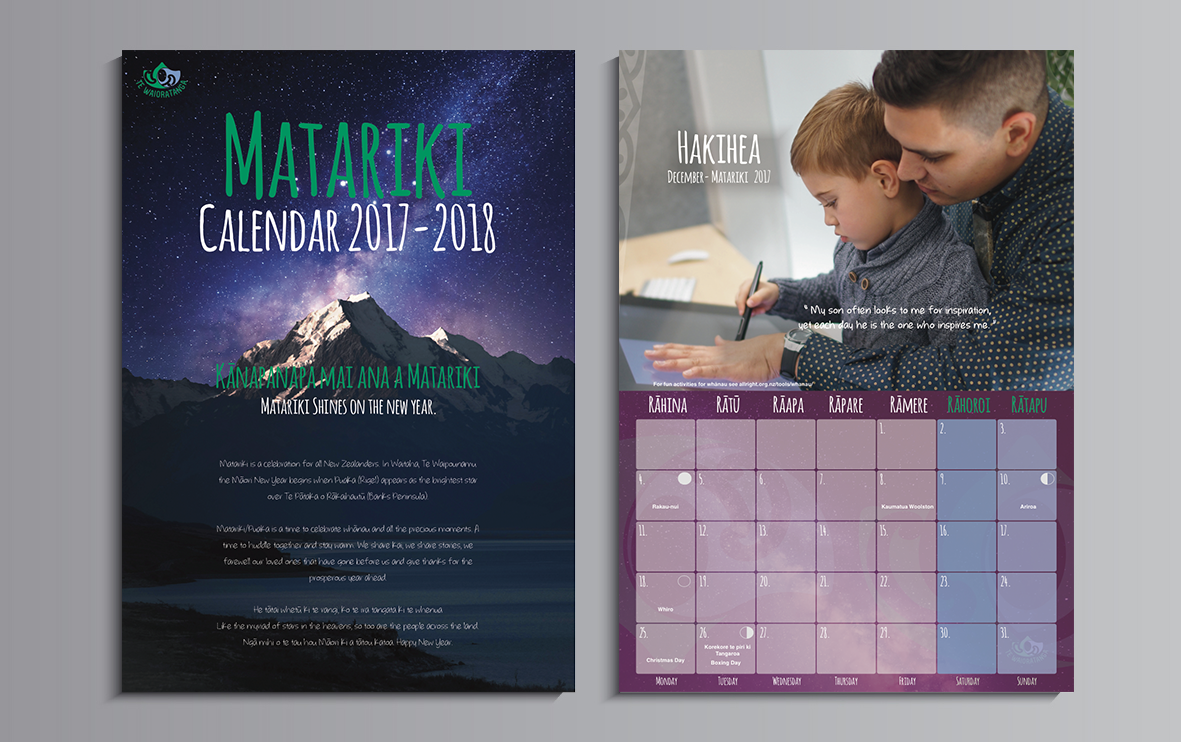 TE WAIORATANGA
MATARIKI
CALENDAR 2017-2018
KĀNAPANAPA MAI ANA A MATARIKI
MATARIKI SHINES ON THE NEW YEAR.
Matariki is a celebration for all New Zealanders. In Waitaha, Te Waipounamu
the Māori New Year begins when Puaka (Rigel) appears as the brightest star
over Te Pātaka o Rākaihautū (Banks Peninsula).
Matariki/Puaka is a time to celebrate whānau and all the precious moments. A
time to huddle together and stay warm. We share kai, we share stories, we
farewell our loved ones that have gone before us and give thanks for the
prosperous year ahead.
He tātai whetū ki te rangi, ko te ira tangata ki te whenua.
Like the myriad of stars in the heavens, so too are the people across the land.
Ngā mihi o te tau hou Māori ki a tātou katoa. Happy New Year.
HAKIHEA
DECEMBER- MATARIKI 2017
"My son often looks to me for inspiration,
yet each day he is the one who inspires me."
For fun activities for whānau see allright.org.nz/tools/whanau/
RĀHINA RĀTŪ RĀAPA RĀPARE RĀMERE RĀHOROI RĀTAPU
1. 2. 3.
4. 5. 6. 7. 8. 9. 10.
Rakau-nui Kaumatua Woolston Ariroa
11. 12. 13. 14. 15. 16. 17.
18. 19. 20. 21. 22. 23. 24.
Whiro
25. 26. 27. 28. 29. 30. 31.
Korekore te piri ki
Tangaroa
Christmas Day Boxing Day
MONDAY TUESDAY WEDNESDAY THURSDAY FRIDAY SATURDAY SUNDAY